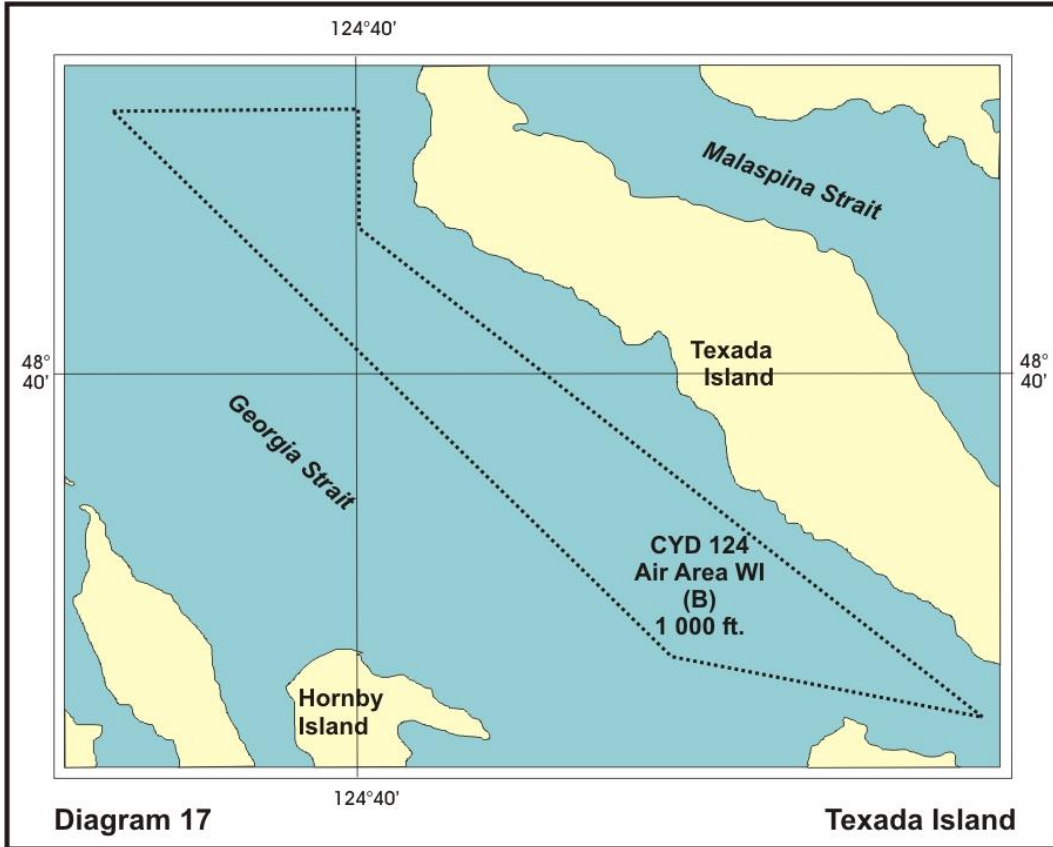 124°40'
Malaspina Strait
Texada
Island
48°
40'
48°
40'
Georgia Strait
CYD 124
Air Area WI
(B)
1 000 ft.
Hornby
Island
124°40'
Diagram 17
Texada Island